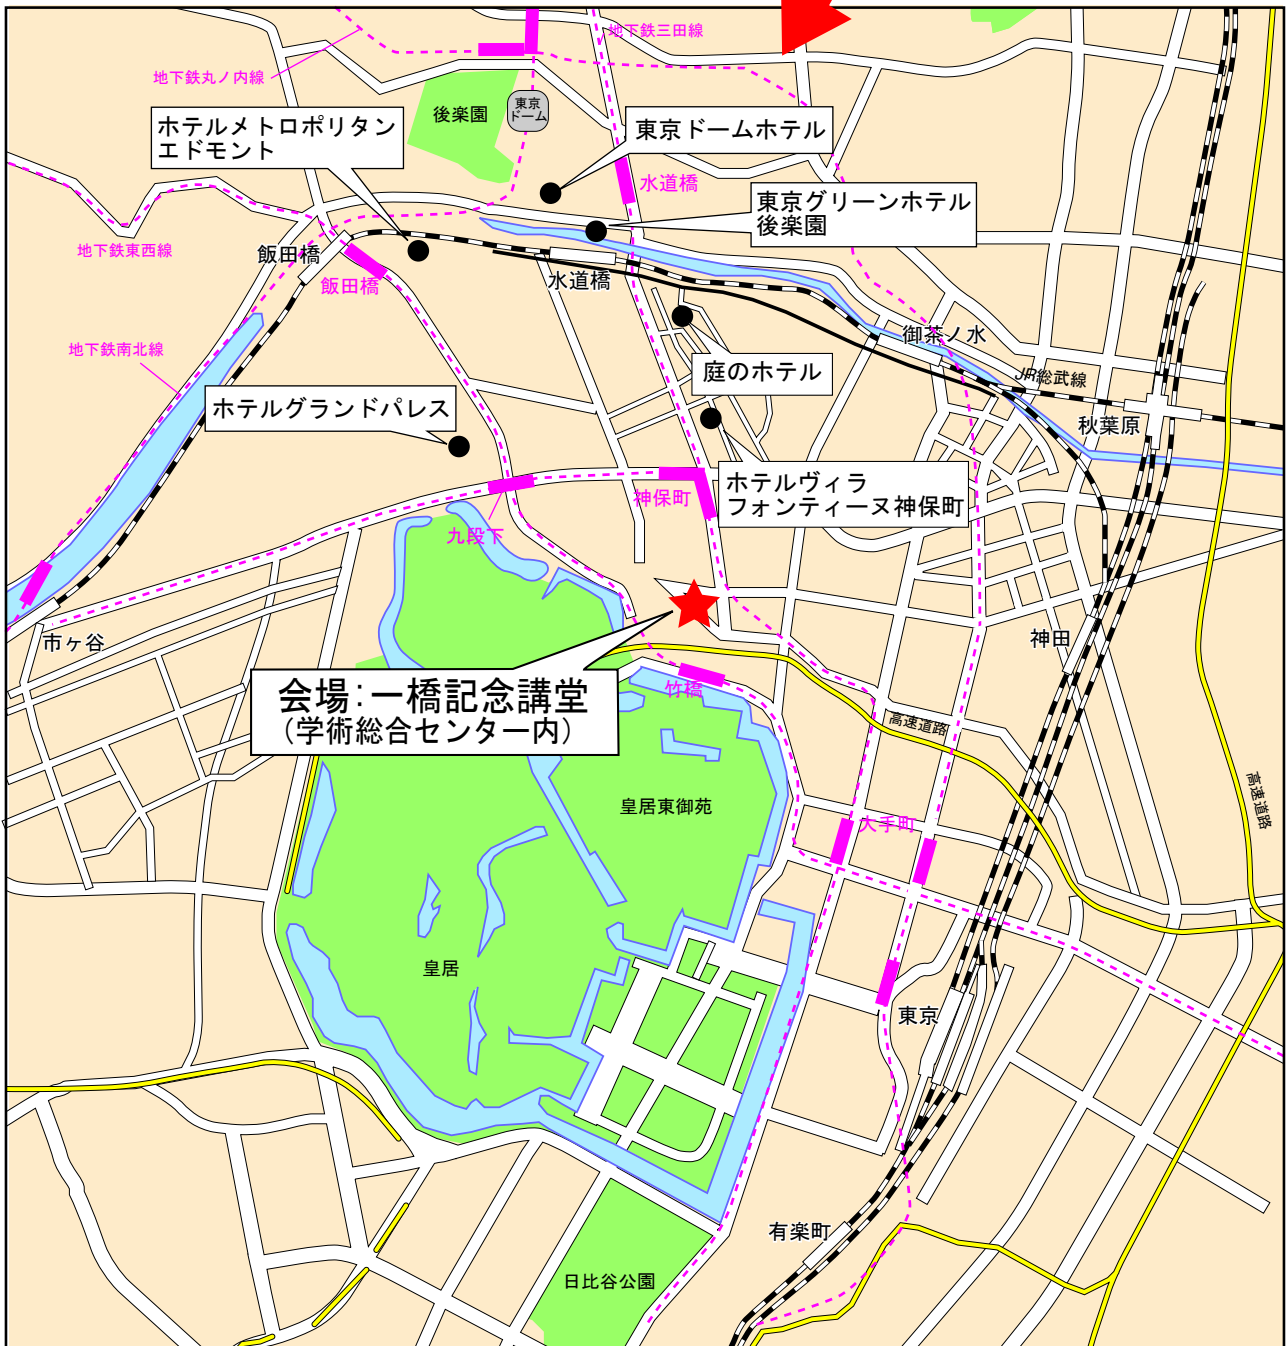 地下鉄三田線
地下鉄丸ノ内線
後楽園
東京
ドーム
ホテルメトロポリタン
エドモント
東京ドームホテル
水道橋
東京グリーンホテル
後楽園
地下鉄東西線
飯田橋
飯田橋
水道橋
御茶ノ水
地下鉄南北線
庭のホテル
JR総武線
ホテルグランドパレス
秋葉原
ホテルヴィラ
フォンティーヌ神保町
神保町
九段下
市ヶ谷
神田
会場:一橋記念講堂
(学術総合センター内)
竹橋
高速道路
高速道路
皇居東御苑
大手町
皇居
東京
有楽町
日比谷公園